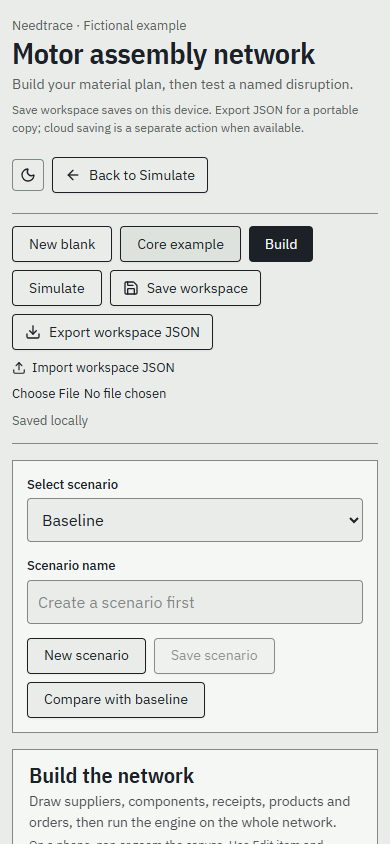 Needtrace · Fictional example
Motor assembly network
Build your material plan, then test a named disruption.
Save workspace saves on this device. Export JSON for a portable
copy; cloud saving is a separate action when available.
Back to Simulate
New blank
Core example
Build
Simulate
Save workspace
Export workspace JSON
Import workspace JSON
Choose File No file chosen
Saved locally
Select scenario
Baseline
Scenario name
Create a scenario first
New scenario
Save scenario
Compare with baseline
Build the network
Draw suppliers, components, receipts, products and
orders, then run the engine on the whole network.